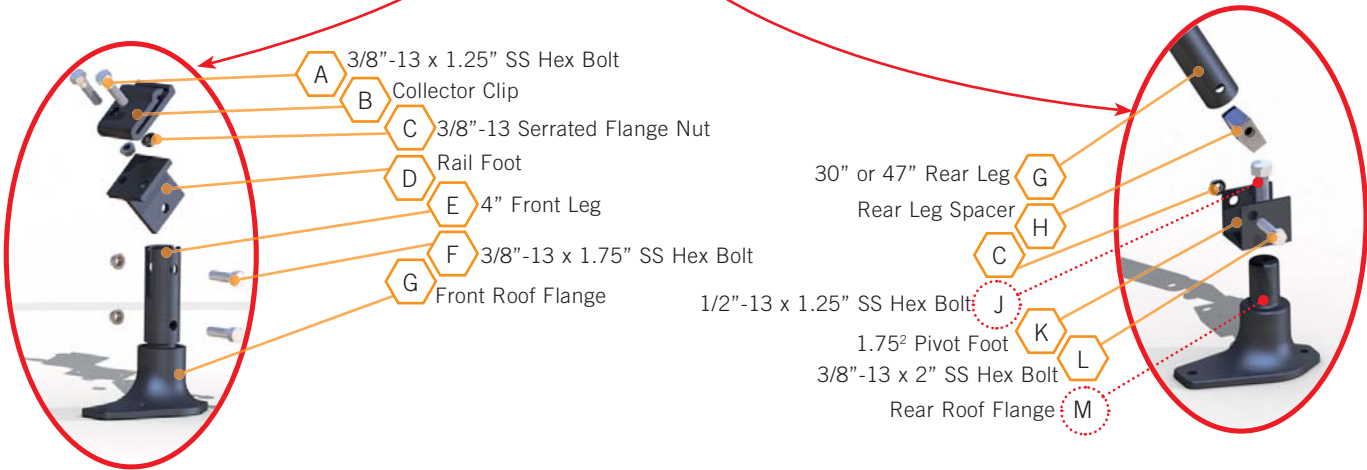 A 3/8”-13 x 1.25” SS Hex Bolt
B Collector Clip
C 3/8”-13 Serrated Flange Nut
D Rail Foot
E 4” Front Leg
F 3/8”-13 x 1.75” SS Hex Bolt
G Front Roof Flange
30” or 47” Rear Leg G
Rear Leg Spacer H
C
1/2”-13 x 1.25” SS Hex Bolt J
1.75² Pivot Foot K
3/8”-13 x 2” SS Hex Bolt L
Rear Roof Flange M